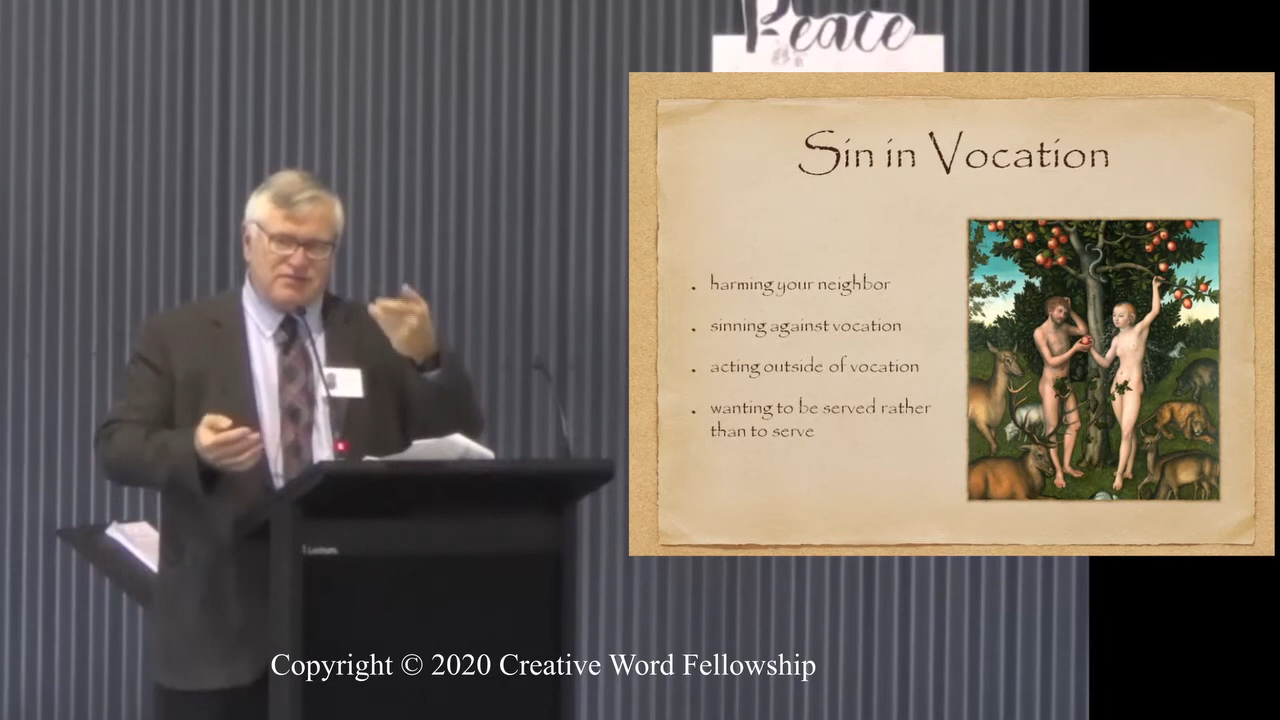 Peace
Sin in Vocation
harming your neighbor
sinning against vocation
acting outside of vocation
wanting to be served rather
than to serve
Copyright © 2020 Creative Word Fellowship